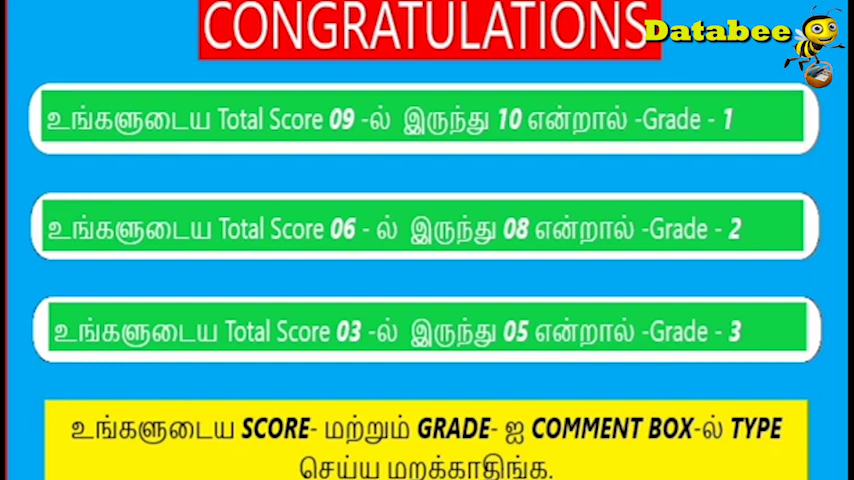 CONGRATULATIONS
Databee
உங்களுடைய Total Score 09 -ல் இருந்து 10 என்றால் -Grade - 1
உங்களுடைய Total Score 06 - ல் இருந்து 08 என்றால் -Grade - 2
உங்களுடைய Total Score 03 -ல் இருந்து 05 என்றால் -Grade - 3
உங்களுடைய SCORE- மற்றும் GRADE- ஐ COMMENT BOX-ல் TYPE
செய்ய மறக்காதிங்க.